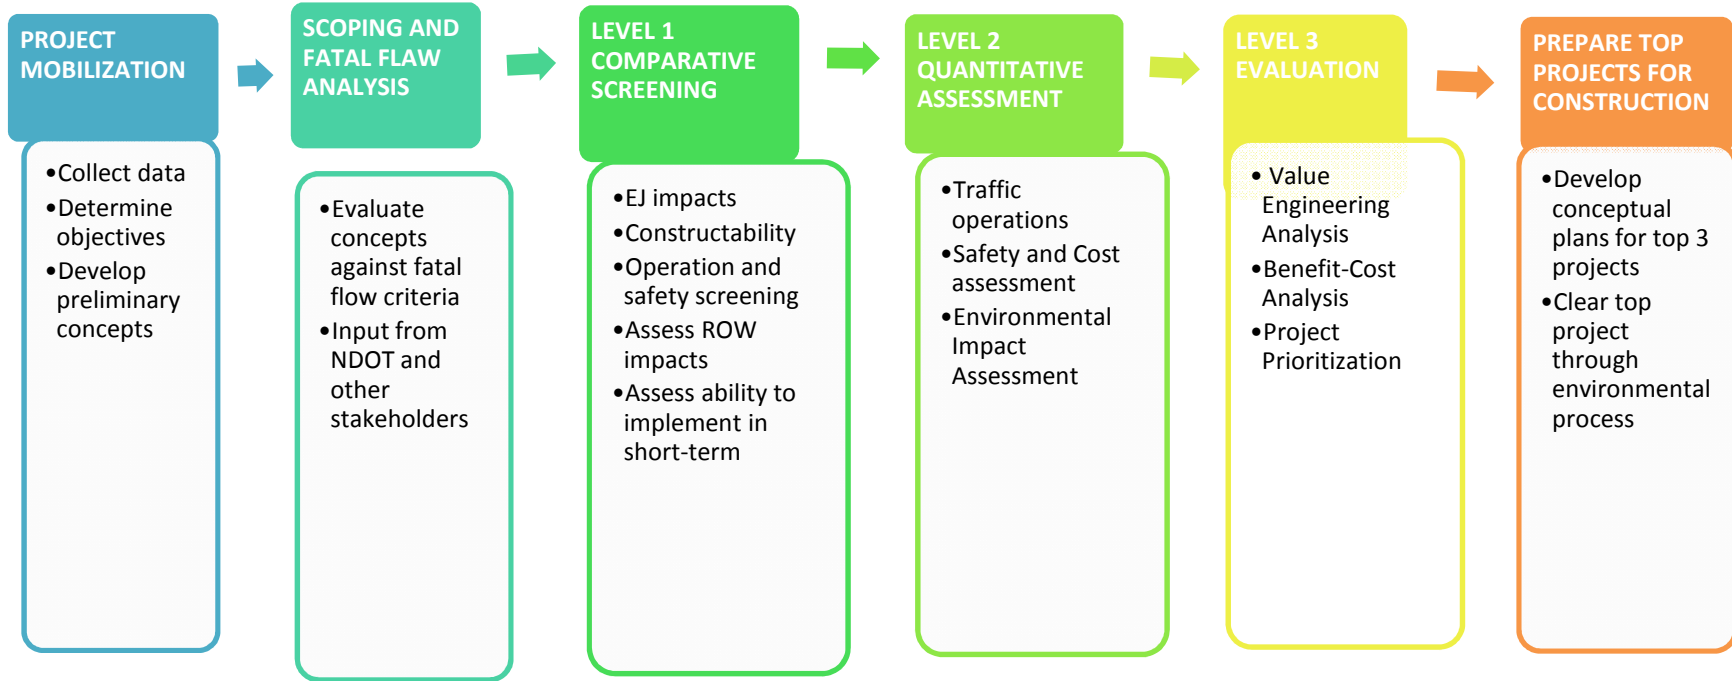 PROJECT
MOBILIZATION
•Collect data
•Determine
objectives
•Develop
preliminary
concepts
SCOPING AND
FATAL FLAW
ANALYSIS
•Evaluate
concepts
against fatal
flow criteria
•Input from
NDOT and
other
stakeholders
LEVEL 1
COMPARATIVE
SCREENING
•EJ impacts
•Constructability
•Operation and
safety screening
•Assess ROW
impacts
•Assess ability to
implement in
short-term
LEVEL 2
QUANTITATIVE
ASSESSMENT
•Traffic
operations
•Safety and Cost
assessment
•Environmental
Impact
Assessment
LEVEL 3
EVALUATION
• Value
Engineering
Analysis
•Benefit-Cost
Analysis
•Project
Prioritization
PREPARE TOP
PROJECTS FOR
CONSTRUCTION
•Develop
conceptual
plans for top 3
projects
•Clear top
project
through
environmental
process